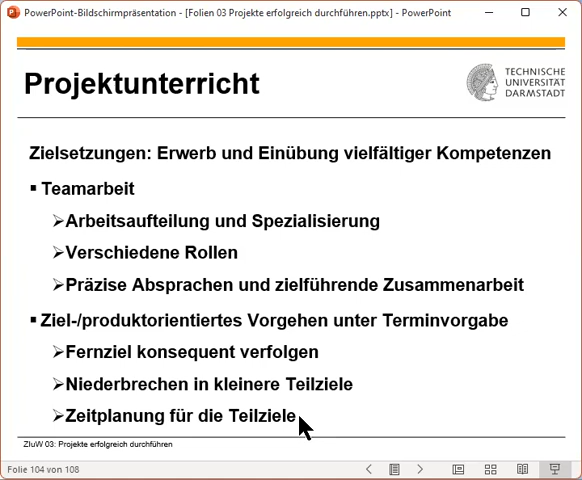 PowerPoint-Bildschirmpräsentation - [Folien 03 Projekte erfolgreich durchführen.pptx] - PowerPoint
Projektunterricht
TECHNISCHE
UNIVERSITÄT
DARMSTADT
Zielsetzungen: Erwerb und Einübung vielfältiger Kompetenzen
▪ Teamarbeit
➢Arbeitsaufteilung und Spezialisierung
➢Verschiedene Rollen
➢Präzise Absprachen und zielführende Zusammenarbeit
▪ Ziel-/produktorientiertes Vorgehen unter Terminvorgabe
➢Fernziel konsequent verfolgen
➢Niederbrechen in kleinere Teilziele
➢Zeitplanung für die Teilziele
ZluW 03: Projekte erfolgreich durchführen
Folie 104 von 108